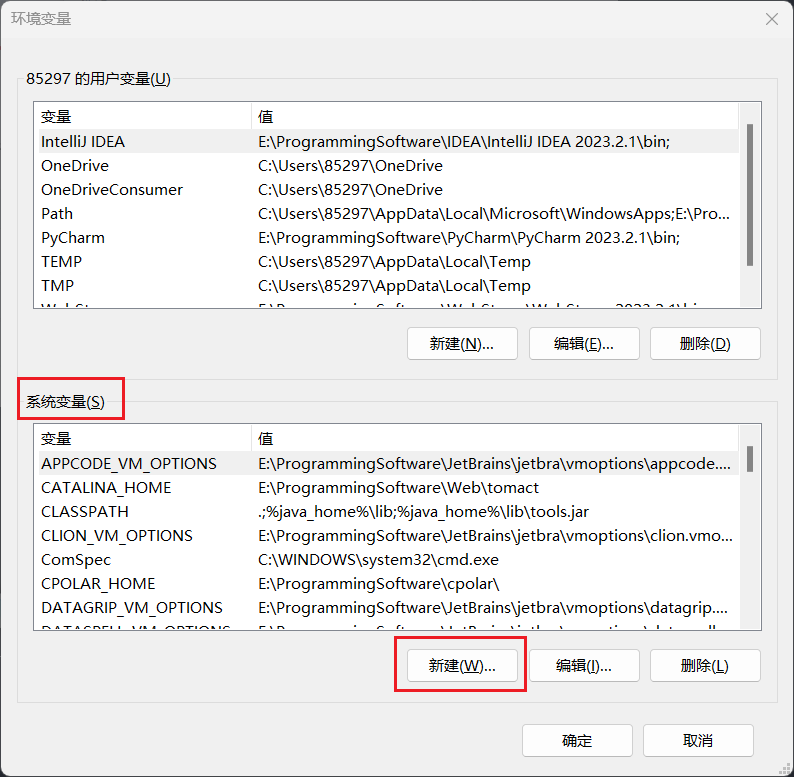 环境变量
85297 的用户变量(U)
变量 值
IntelliJ IDEA E:\ProgrammingSoftware\IDEA\IntelliJ IDEA 2023.2.1\bin;
OneDrive C:\Users\85297\OneDrive
OneDriveConsumer C:\Users\85297\OneDrive
Path C:\Users\85297\AppData\Local\Microsoft\WindowsApps;E:\Pro...
PyCharm E:\ProgrammingSoftware\PyCharm\PyCharm 2023.2.1\bin;
TEMP C:\Users\85297\AppData\Local\Temp
TMP C:\Users\85297\AppData\Local\Temp
新建(N)... 编辑(E)... 删除(D)
系统变量(S)
变量 值
APPCODE_VM_OPTIONS E:\ProgrammingSoftware\JetBrains\jetbra\vmoptions\appcode....
CATALINA_HOME E:\ProgrammingSoftware\Web\tomact
CLASSPATH .;%java_home%\lib;%java_home%\lib\tools.jar
CLION_VM_OPTIONS E:\ProgrammingSoftware\JetBrains\jetbra\vmoptions\clion.vmo...
ComSpec C:\WINDOWS\system32\cmd.exe
CPOLAR_HOME E:\ProgrammingSoftware\cpolar\
DATAGRIP_VM_OPTIONS E:\ProgrammingSoftware\JetBrains\jetbra\vmoptions\datagrip....
新建(W)... 编辑(I)... 删除(L)
确定 取消